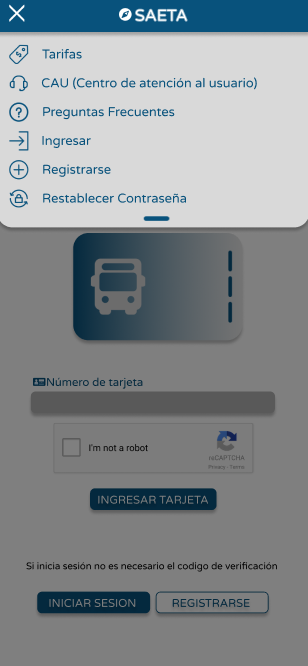 SAETA
Tarifas
CAU (Centro de atención al usuario)
Preguntas Frecuentes
Ingresar
Registrarse
Restablecer Contraseña
Número de tarjeta
I'm not a robot
reCAPTCHA
Privacy - Terms
INGRESAR TARJETA
Si inicia sesión no es necesario el codigo de verificación
INICIAR SESION REGISTRARSE